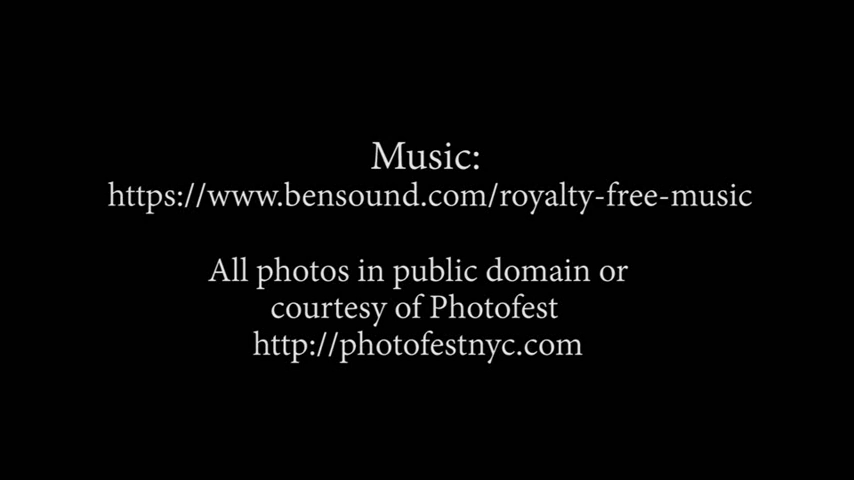 Music:
https://www.bensound.com/royalty-free-music
All photos in public domain or
courtesy of Photofest
http://photofestnyc.com